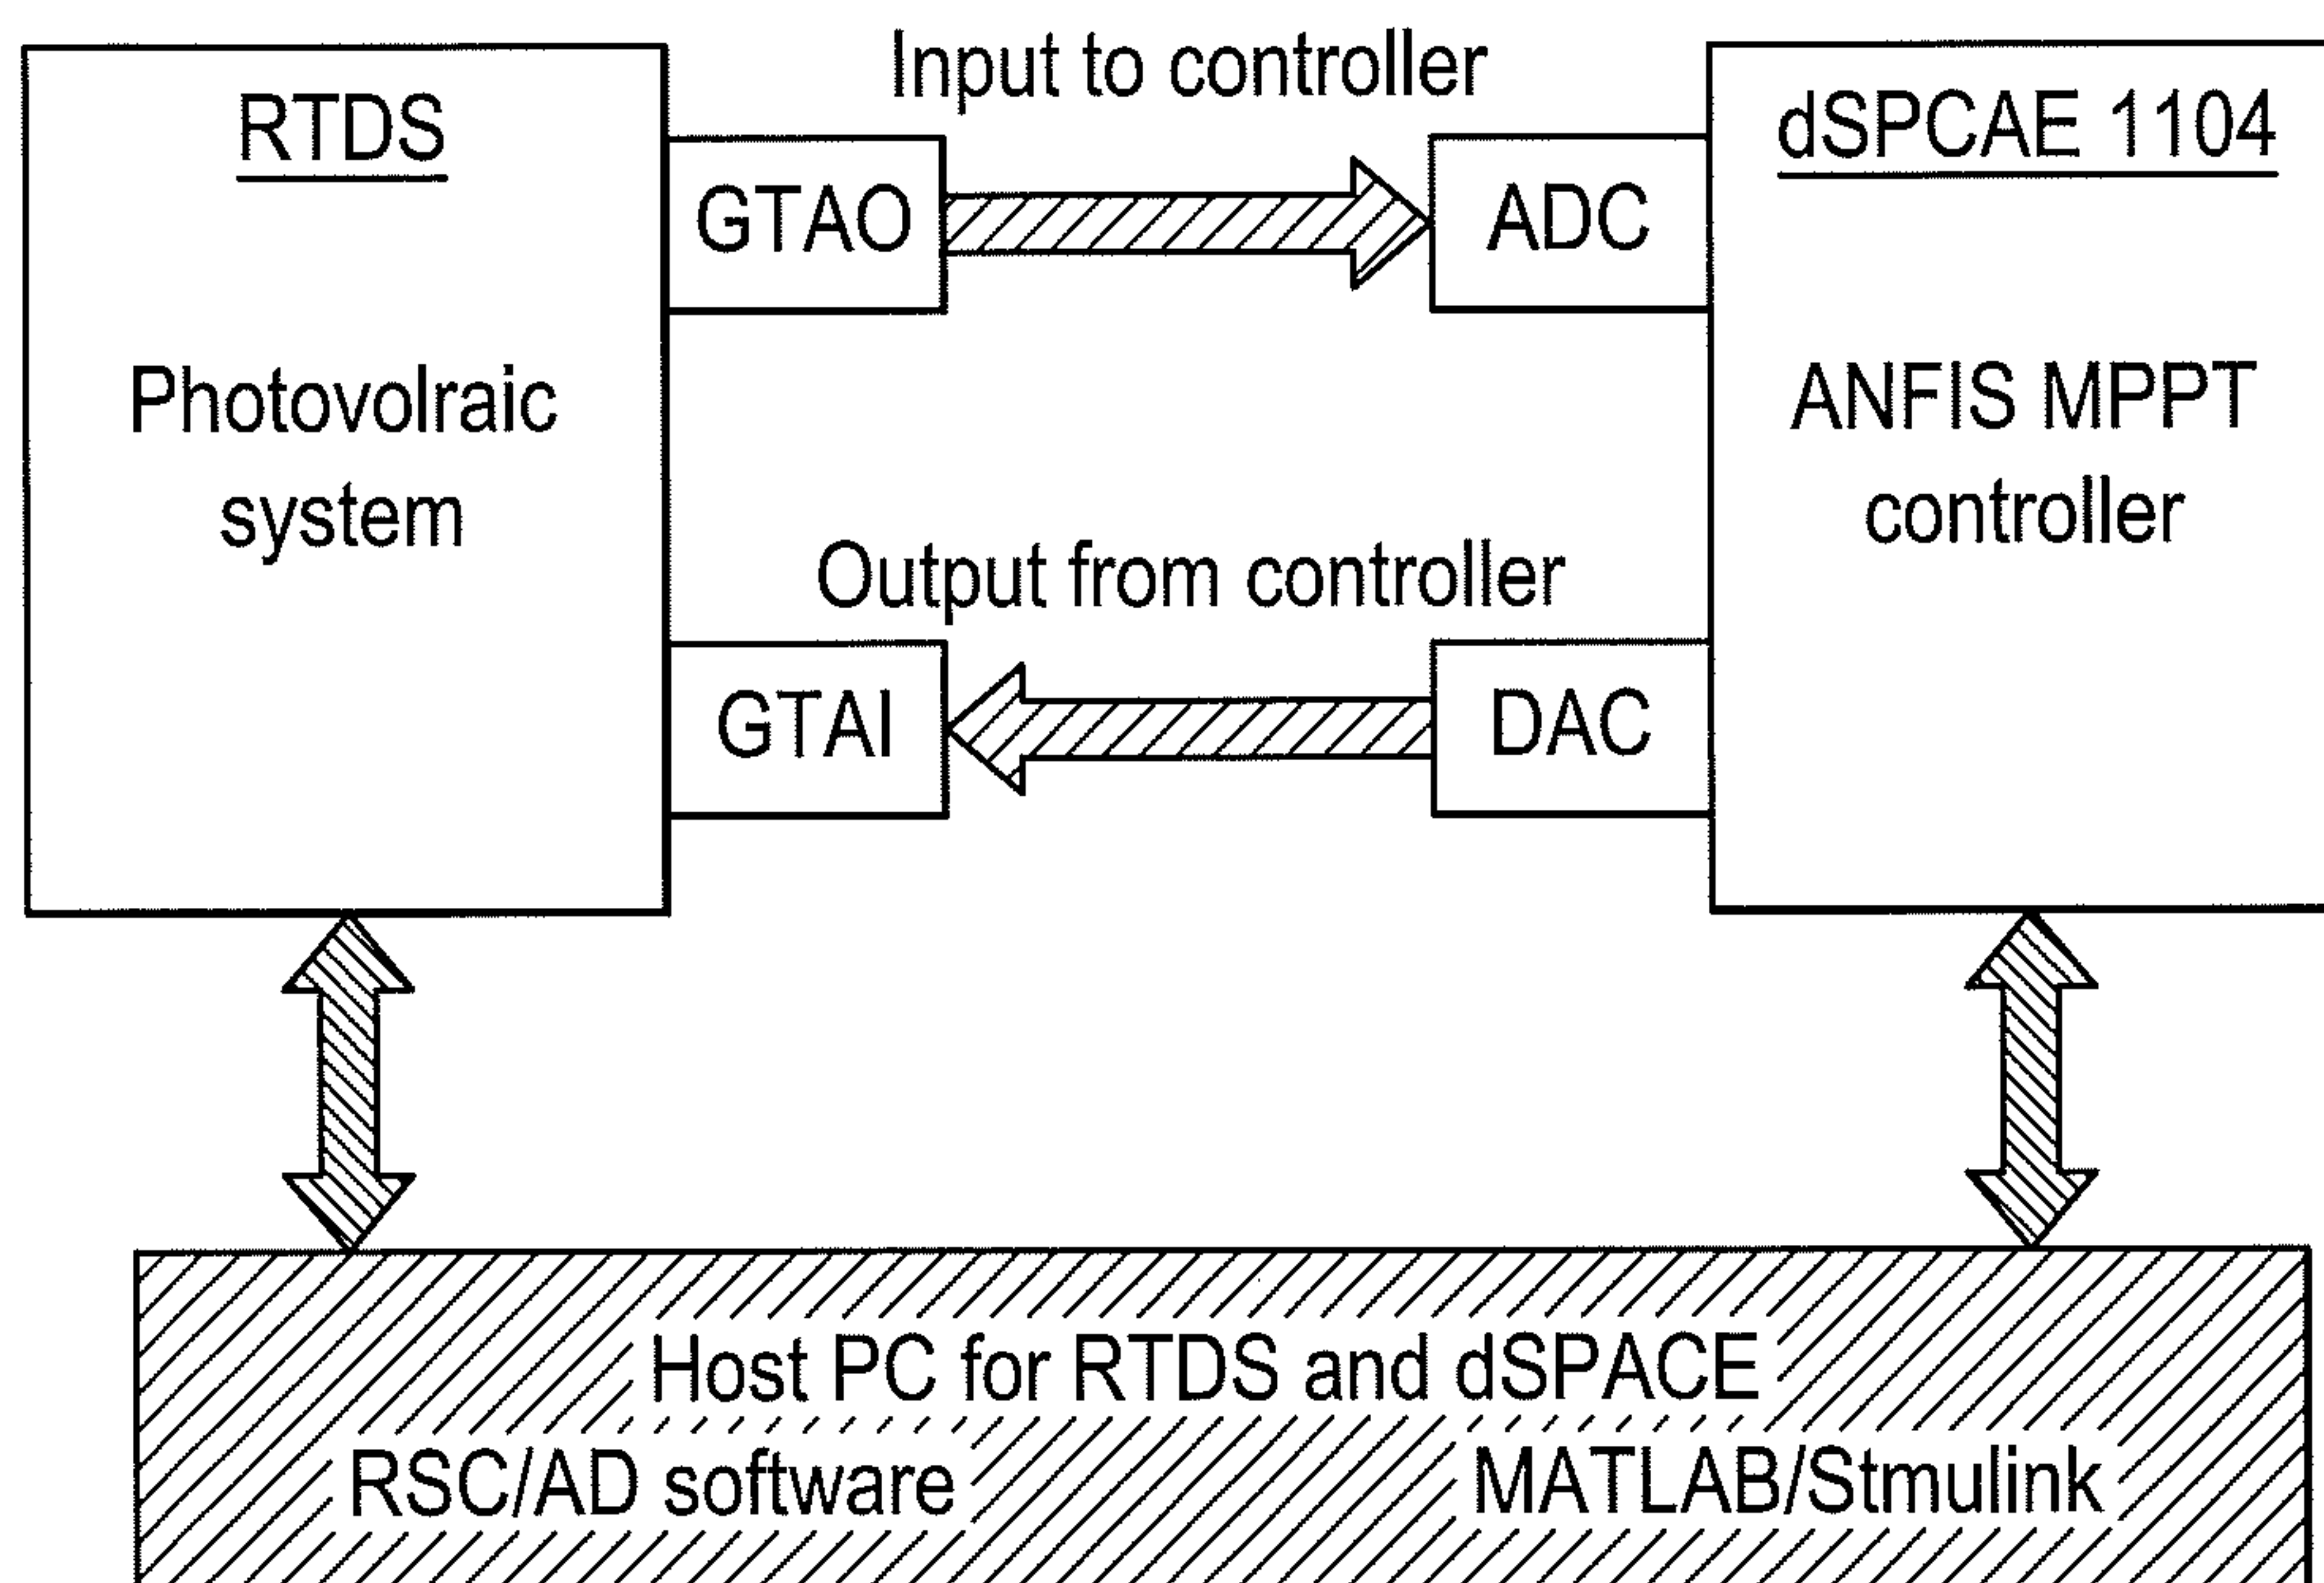 RTDS
Photovolraic
system
GTAO
GTAI
Input to controller
Output from controller
ADC
DAC
dSPCAE 1104
ANFIS MPPT
controller
Host PC for RTDS and dSPACE
RSC/AD software
MATLAB/Stmulink